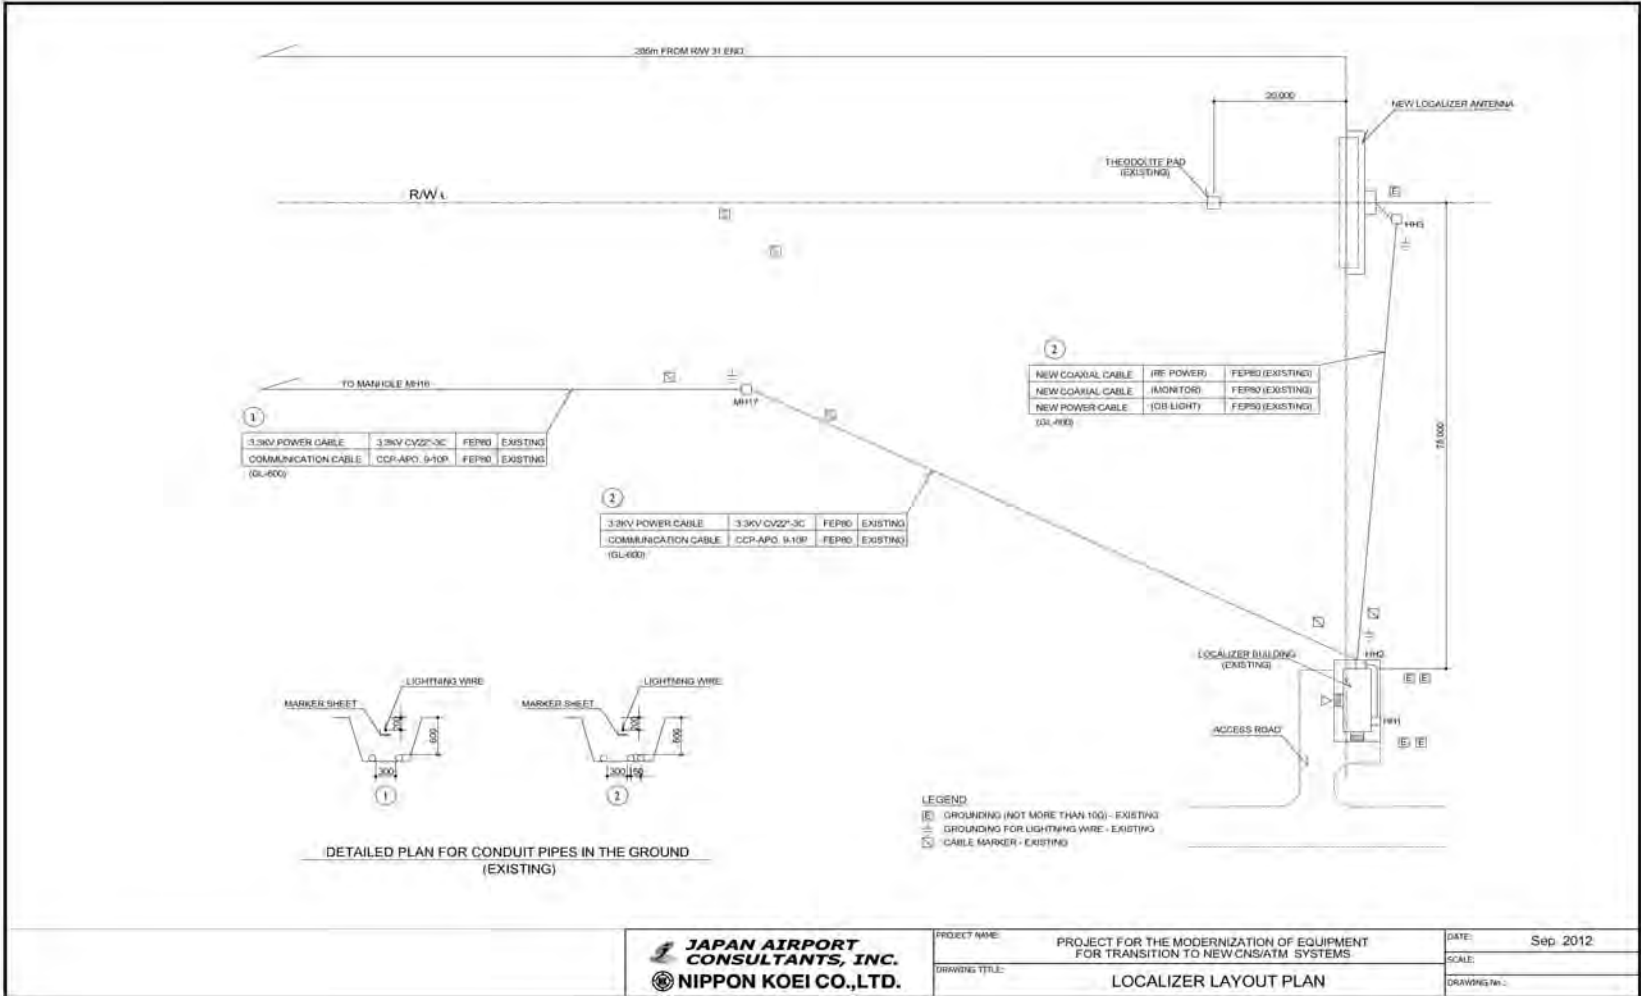 FROM R/W 31 END
20,000
NEW LOCALIZER ANTENNA
THEODOLITE PAD
(EXISTING)
R/W
E
HH3
2
NEW COAXIAL CABLE (RF POWER) FEP80 (EXISTING)
NEW COAXIAL CABLE (MONITOR) FEP80 (EXISTING)
NEW POWER CABLE (OB LIGHT) (EXISTING)
(GL-600)
TO MANHOLE MH16
MH17
1
3.3KV POWER CABLE 3.3KV CV22°-3C FEP80 EXISTING
COMMUNICATION CABLE CCP-AP0. 9-10P FEP80 EXISTING
(GL-600)
75,000
2
3.3KV POWER CABLE 3.3KV CV22°-3C FEP80 EXISTING
COMMUNICATION CABLE CCP-AP0. 9-10P FEP80 EXISTING
(GL-600)
LOCALIZER BUILDING
(EXISTING)
HH2
E E
HH1
E E
ACCESS ROAD
LIGHTNING WIRE
MARKER SHEET
200
600
300
1
LIGHTNING WIRE
MARKER SHEET
200
600
300 150
2
DETAILED PLAN FOR CONDUIT PIPES IN THE GROUND
(EXISTING)
LEGEND
E GROUNDING (NOT MORE THAN 10Ω) - EXISTING
GROUNDING FOR LIGHTNING WIRE - EXISTING
CABLE MARKER - EXISTING
JAPAN AIRPORT
CONSULTANTS, INC.
NIPPON KOEI CO.,LTD.
PROJECT NAME:
PROJECT FOR THE MODERNIZATION OF EQUIPMENT
FOR TRANSITION TO NEW CNS/ATM SYSTEMS
DRAWING TITLE:
LOCALIZER LAYOUT PLAN
DATE: Sep. 2012
SCALE:
DRAWING No.: